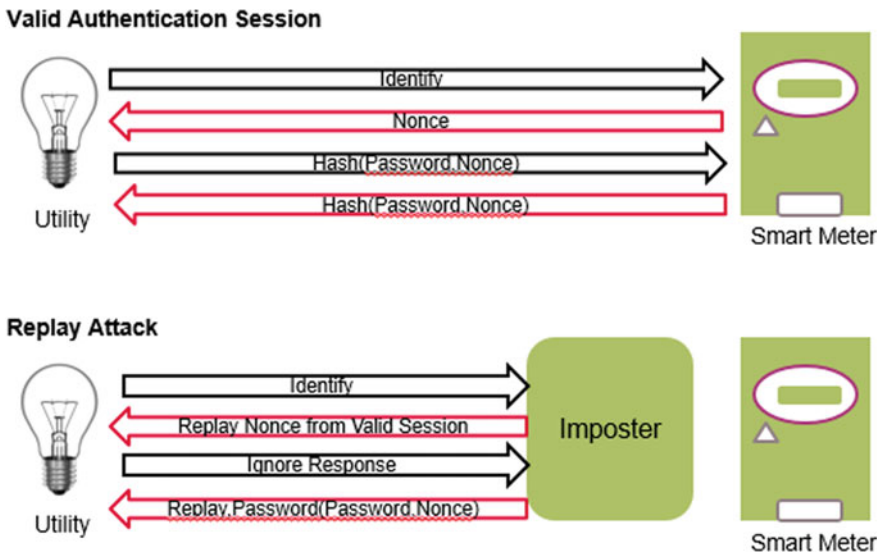 Valid Authentication Session
Identify
Nonce
Hash(Password,Nonce)
Hash(Password,Nonce)
Utility
Smart Meter
Replay Attack
Identify
Replay Nonce from Valid Session
Ignore Response
Replay,Password(Password,Nonce)
Imposter
Utility
Smart Meter